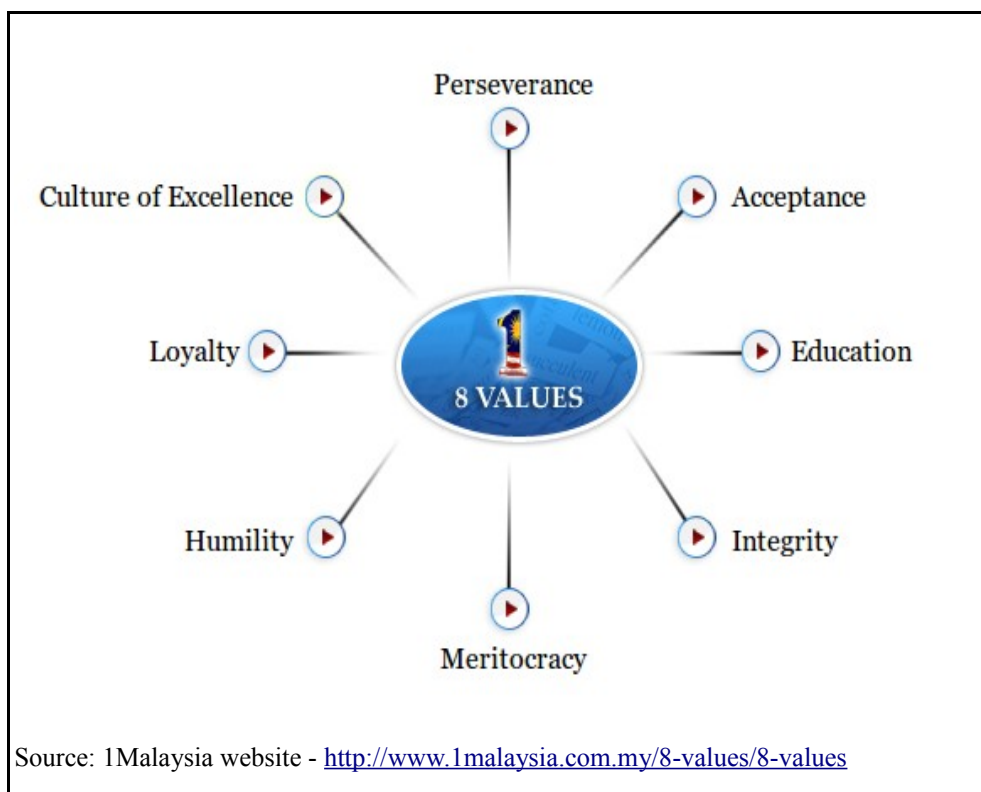 Perseverance
Culture of Excellence
Acceptance
Loyalty
1
8 VALUES
Education
Humility
Integrity
Meritocracy
Source: 1Malaysia website - http://www.1malaysia.com.my/8-values/8-values